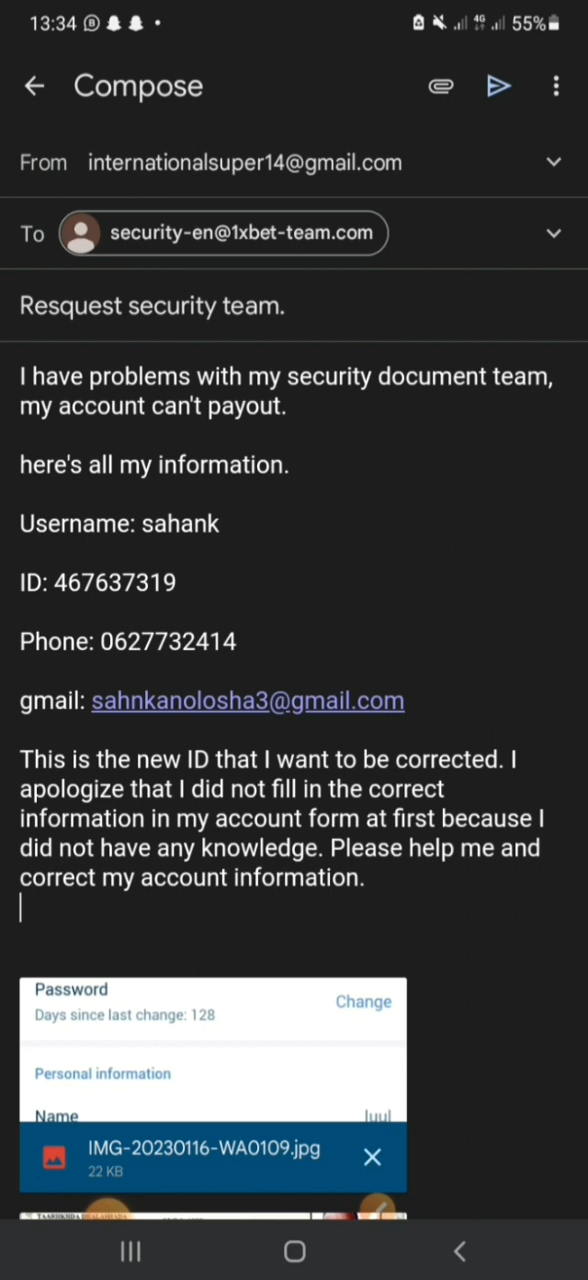 13:34
4G
55%
Compose
From internationalsuper14@gmail.com
To security-en@1xbet-team.com
Resquest security team.
I have problems with my security document team,
my account can't payout.
here's all my information.
Username: sahank
ID: 467637319
Phone: 0627732414
gmail: sahnkanolosha3@gmail.com
This is the new ID that I want to be corrected. I
apologize that I did not fill in the correct
information in my account form at first because I
did not have any knowledge. Please help me and
correct my account information.
Password
Change
Days since last change: 128
Personal information
Name
IMG-20230116-WA0109.jpg
22 KB